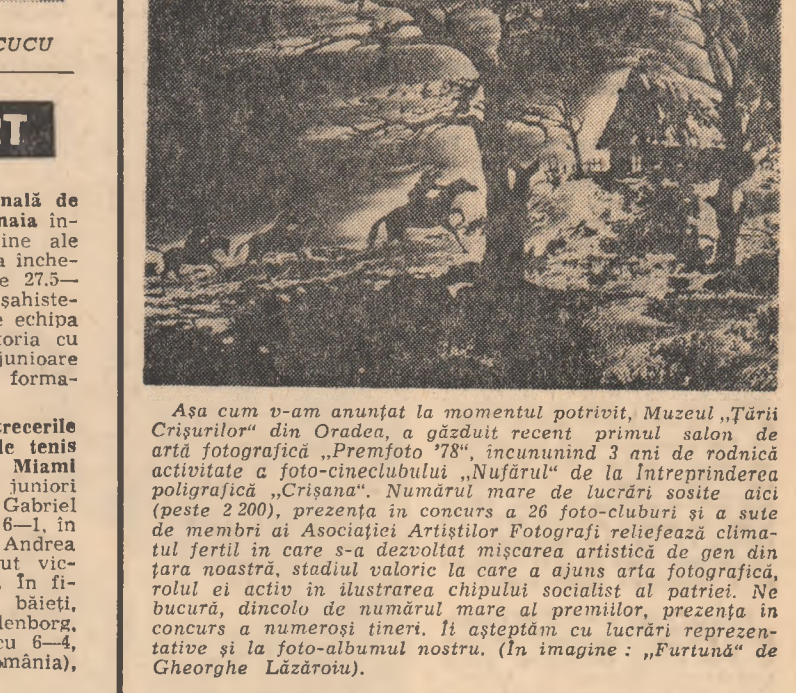 CUCU
RT
nală de
naia în-
ine ale
a înche-
e 27.5—
șahiste-
e echipa
toria cu
junioare
forma-
trecerile
de tenis
Miami
juniori
Gabriel
6—1, în
Andrea
ut vic-
. În fi-
băieți,
lenborg,
cu 6—4,
omânia),
Așa cum v-am anunțat la momentul potrivit, Muzeul „Țării
Crișurilor“ din Oradea, a găzduit recent primul salon de
artă fotografică „Premfoto '78“, încununind 3 ani de rodnică
activitate a foto-cineclubului „Nufărul“ de la Întreprinderea
poligrafică „Crișana“. Numărul mare de lucrări sosite aici
(peste 2 200), prezența în concurs a 26 foto-cluburi și a sute
de membri ai Asociației Artiștilor Fotografi reliefează clima-
tul fertil în care s-a dezvoltat mișcarea artistică de gen din
țara noastră, stadiul valoric la care a ajuns arta fotografică,
rolul ei activ în ilustrarea chipului socialist al patriei. Ne
bucură, dincolo de numărul mare al premiilor, prezența în
concurs a numeroși tineri. Îi așteptăm cu lucrări reprezen-
tative și la foto-albumul nostru. (În imagine : „Furtună“ de
Gheorghe Lăzăroiu).